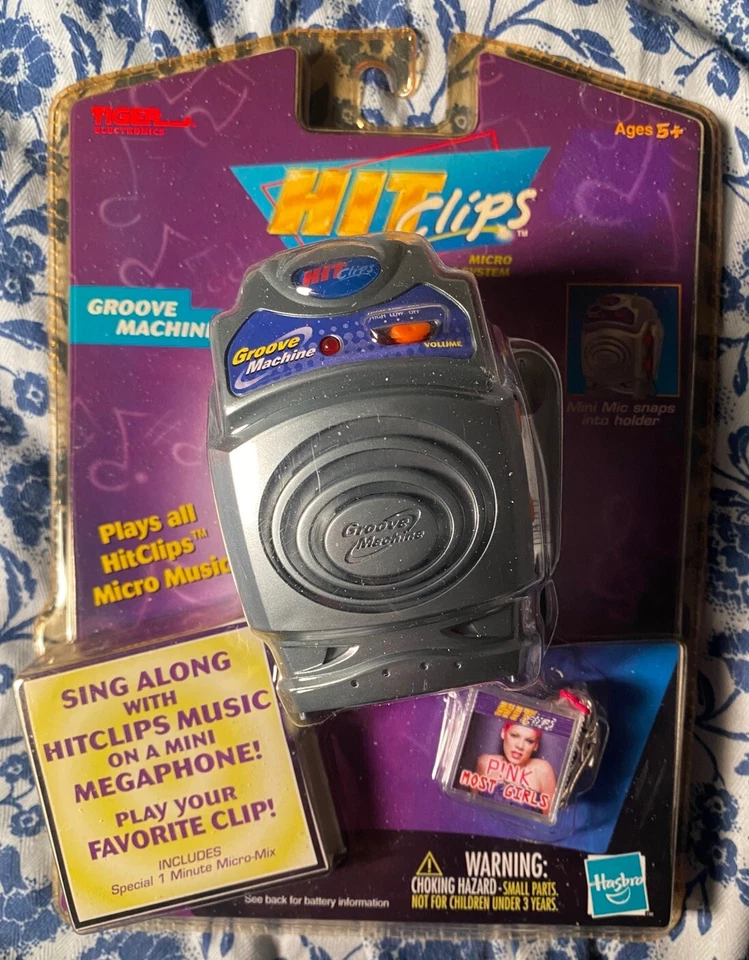 TIGER
ELECTRONICS
Ages 5+
HIT Clips™
MICRO
SYSTEM
HIT Clips
GROOVE
MACHINE
HIGH LOW OFF
Groove
Machine
VOLUME
Mini Mic snaps
into holder
Groove
Machine
Plays all
HitClips™
Micro Music
SING ALONG
WITH
HITCLIPS MUSIC
ON A MINI
MEGAPHONE!
PLAY YOUR
FAVORITE CLIP!
INCLUDES
Special 1 Minute Micro-Mix
HIT Clips
P!NK
MOST GIRLS
WARNING:
CHOKING HAZARD - SMALL PARTS.
NOT FOR CHILDREN UNDER 3 YEARS.
Hasbro
See back for battery information